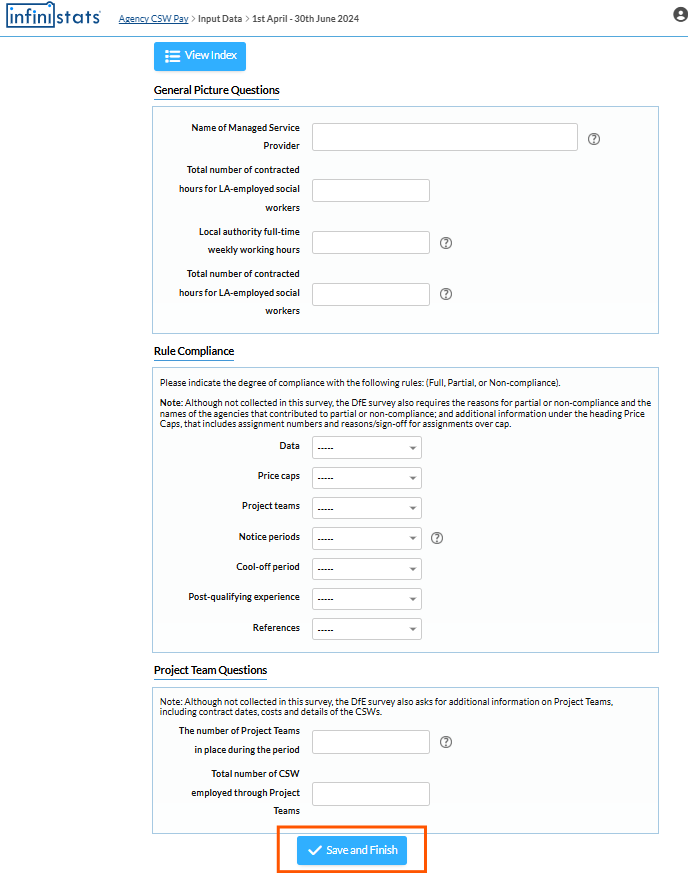 infinistats
Agency CSW Pay > Input Data > 1st April - 30th June 2024
View Index
General Picture Questions
Name of Managed Service
Provider
?
Total number of contracted
hours for LA-employed social
workers
Local authority full-time
weekly working hours
?
Total number of contracted
hours for LA-employed social
workers
?
Rule Compliance
Please indicate the degree of compliance with the following rules: (Full, Partial, or Non-compliance).
Note: Although not collected in this survey, the DfE survey also requires the reasons for partial or non-compliance and the
names of the agencies that contributed to partial or non-compliance; and additional information under the heading Price
Caps, that includes assignment numbers and reasons/sign-off for assignments over cap.
Data -----
Price caps -----
Project teams -----
Notice periods ----- ?
Cool-off period -----
Post-qualifying experience -----
References -----
Project Team Questions
Note: Although not collected in this survey, the DfE survey also asks for additional information on Project Teams,
including contract dates, costs and details of the CSWs.
The number of Project Teams
in place during the period
?
Total number of CSW
employed through Project
Teams
Save and Finish